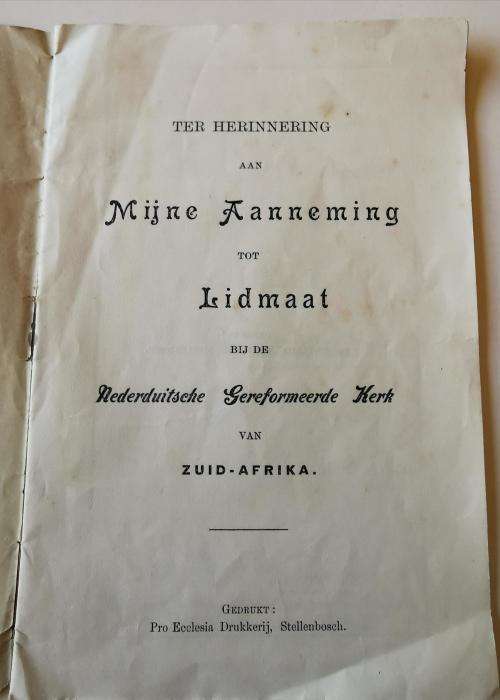 TER HERINNERING
AAN
Mijne Aanneming
TOT
Lidmaat
BIJ DE
Nederduitsche Gereformeerde Kerk
VAN
ZUID-AFRIKA.
GEDRUKT:
Pro Ecclesia Drukkerij, Stellenbosch.